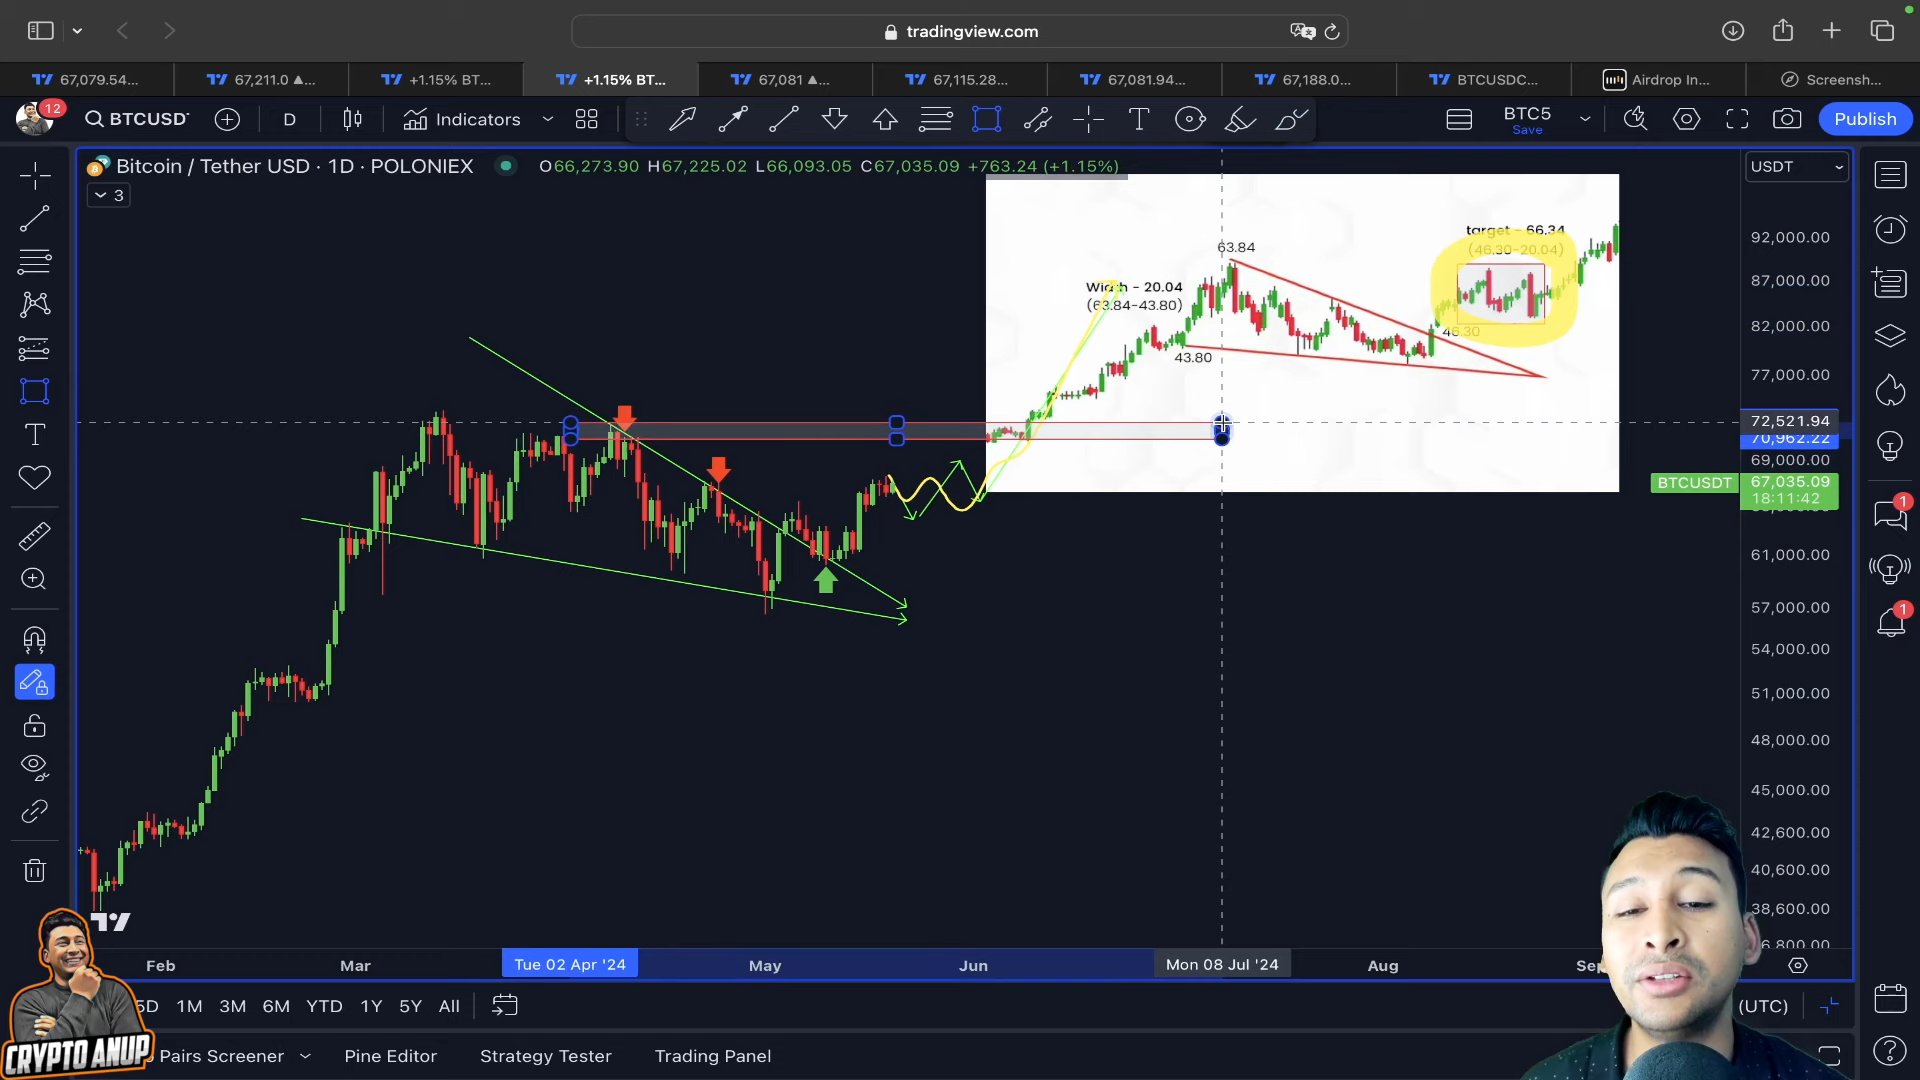 tradingview.com
67,079.54...
67,211.0 ▲...
+1.15% BT...
+1.15% BT...
67,081 ▲...
67,115.28...
67,081.94...
67,188.0...
BTCUSDC...
Airdrop In...
Screensh...
12
BTCUSD
D
Indicators
BTC5
Save
Publish
Bitcoin / Tether USD · 1D · POLONIEX
O66,273.90 H67,225.02 L66,093.05 C67,035.09 +763.24 (+1.15%)
USDT
3
target - 66.34
(46.30-20.04)
63.84
Width - 20.04
(63.84-43.80)
46.30
43.80
92,000.00
87,000.00
82,000.00
77,000.00
72,521.94
70,962.22
69,000.00
BTCUSDT
67,035.09
18:11:42
61,000.00
57,000.00
54,000.00
51,000.00
48,000.00
45,000.00
42,600.00
40,600.00
38,600.00
1
1
Feb
Mar
Tue 02 Apr '24
May
Jun
Mon 08 Jul '24
Aug
5D 1M 3M 6M YTD 1Y 5Y All
(UTC)
CRYPTO ANUP
Pairs Screener
Pine Editor
Strategy Tester
Trading Panel